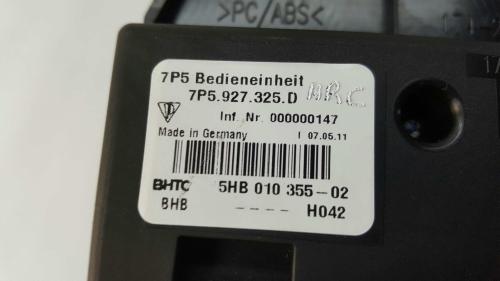 >PC/ABS<
7P5 Bedieneinheit
7P5.927.325.D ARC
Inf. Nr. 000000147
Made in Germany I 07.05.11
BHTC 5HB 010 355-02
BHB ---- H042